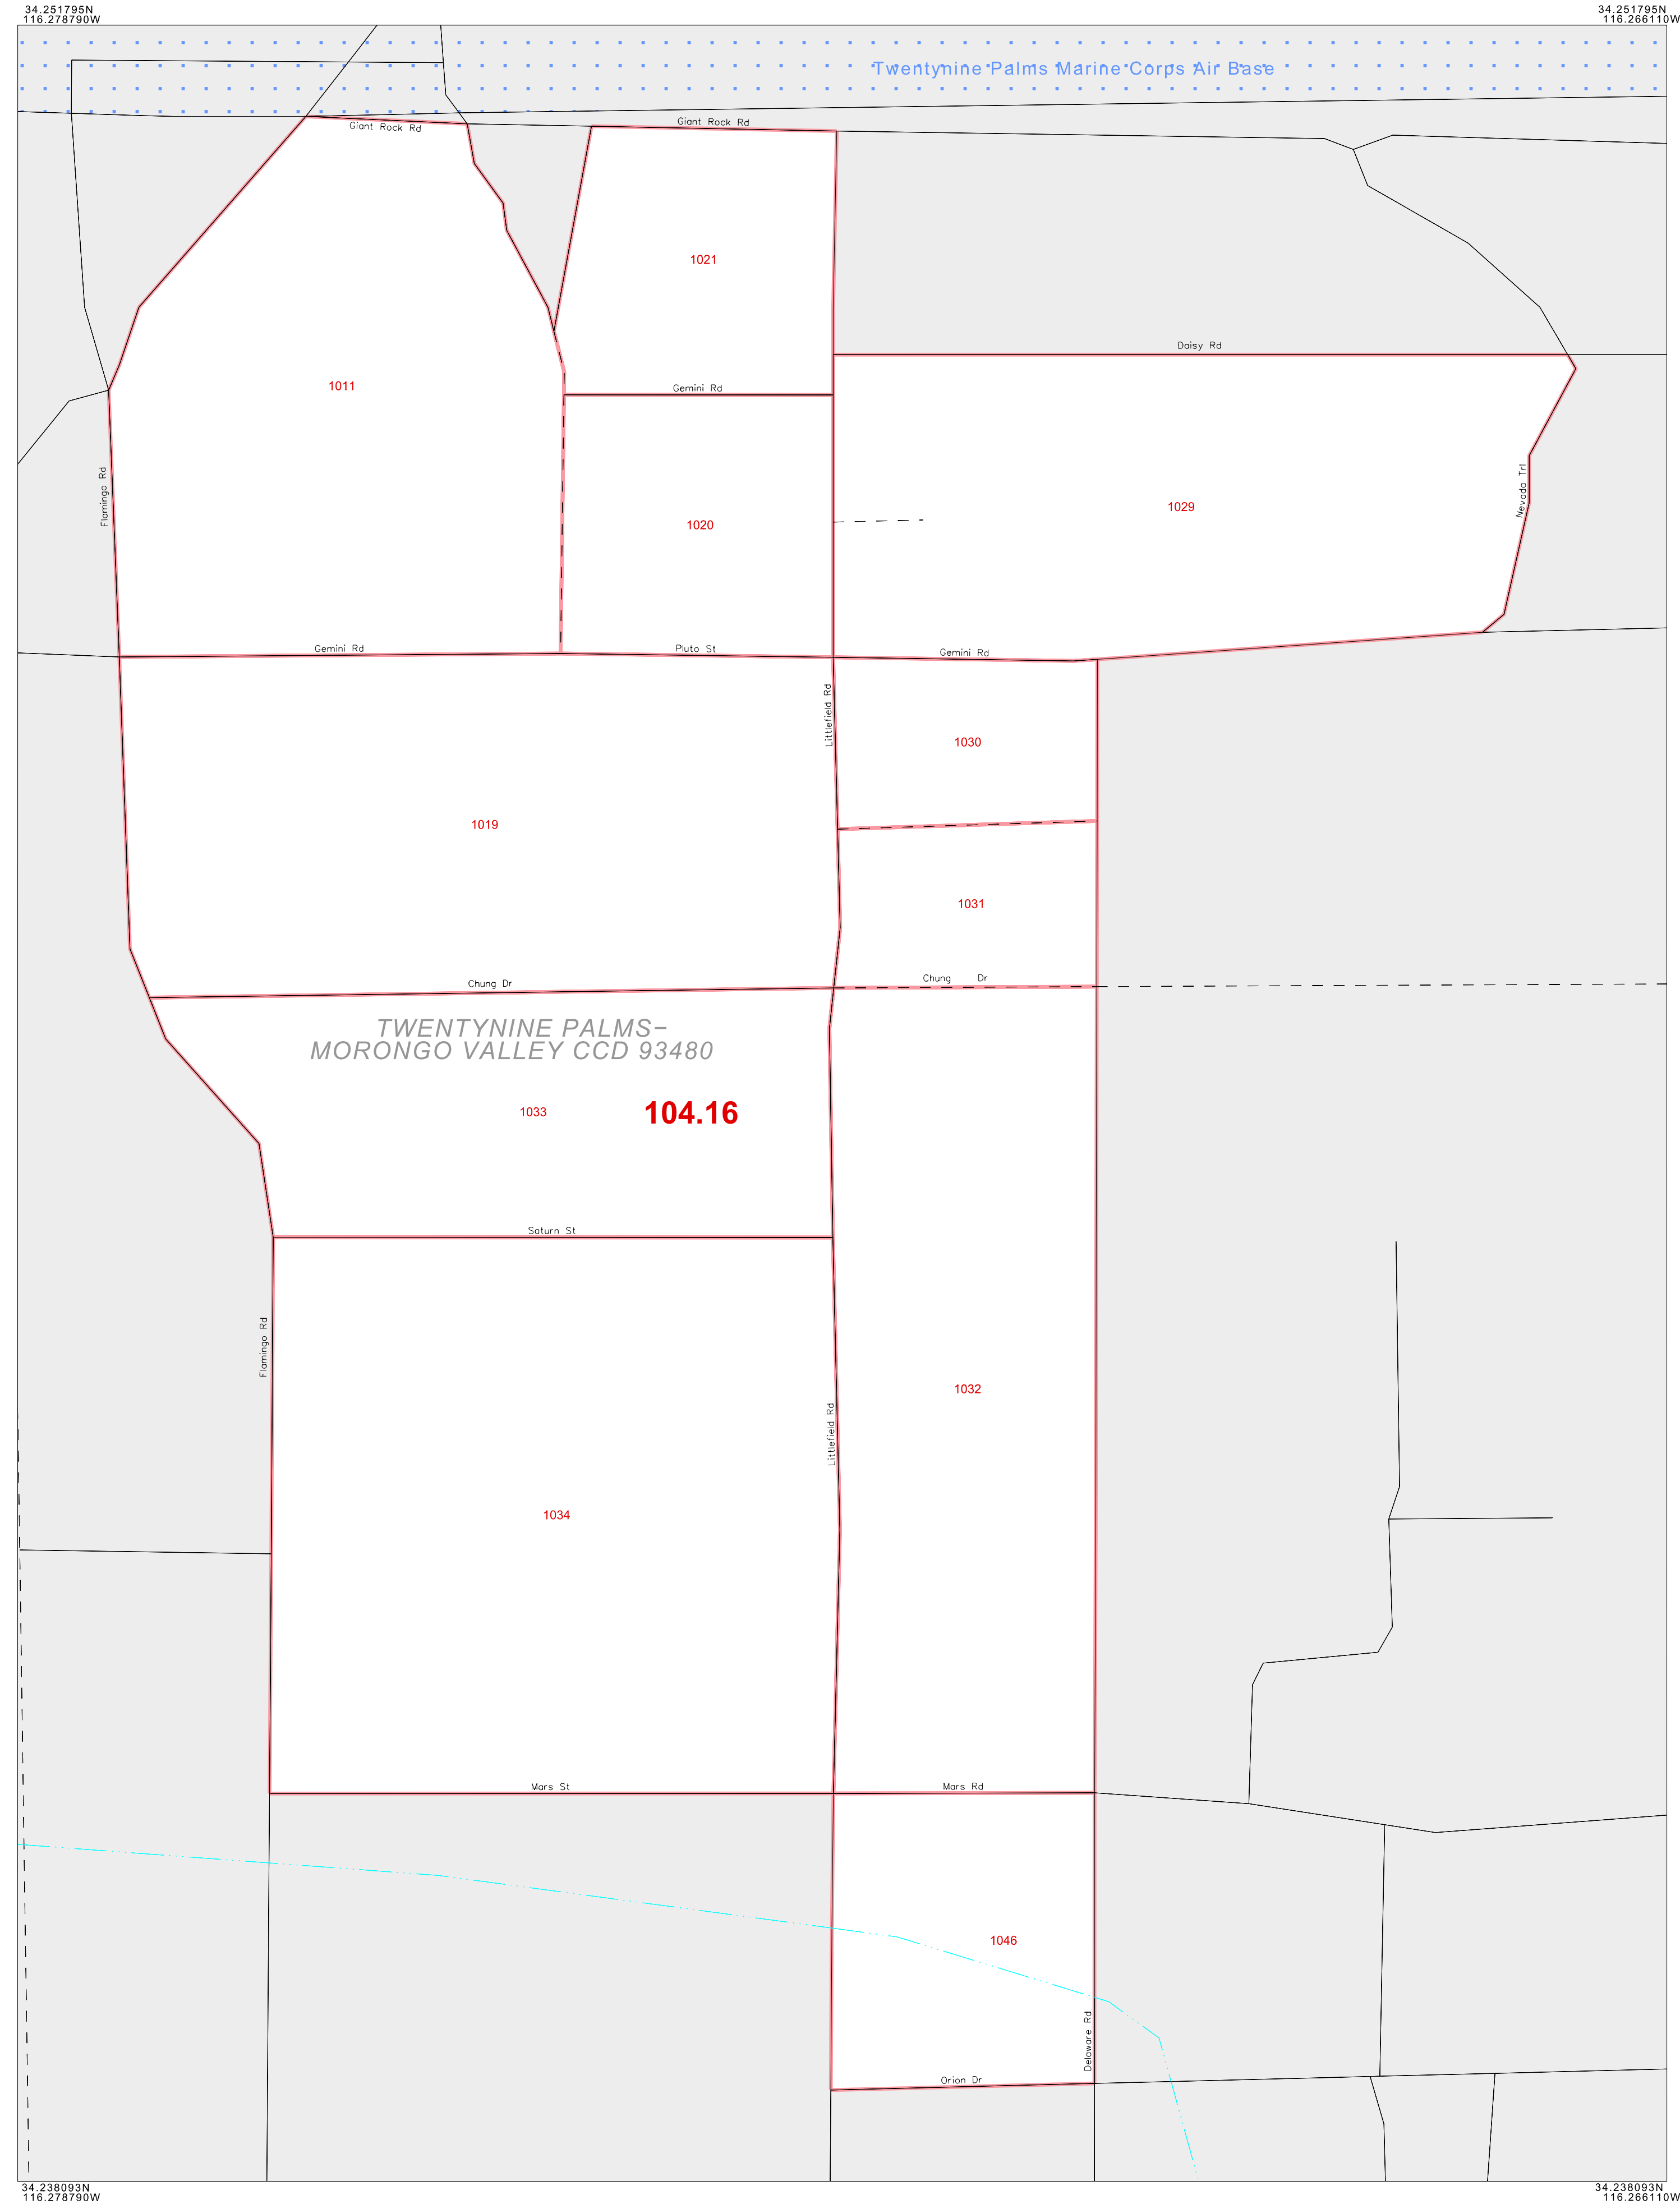 34.251795N
116.278790W
34.251795N
116.266110W
Twentynine Palms Marine Corps Air Base
Giant Rock Rd
Giant Rock Rd
1021
Daisy Rd
1011
Gemini Rd
Flamingo Rd
Nevada Trl
1029
1020
Gemini Rd
Pluto St
Gemini Rd
Littlefield Rd
1030
1019
1031
Chung Dr
Chung Dr
TWENTYNINE PALMS-
MORONGO VALLEY CCD 93480
1033
104.16
Saturn St
Flamingo Rd
1032
Littlefield Rd
1034
Mars St
Mars Rd
1046
Delaware Rd
Orion Dr
34.238093N
116.278790W
34.238093N
116.266110W